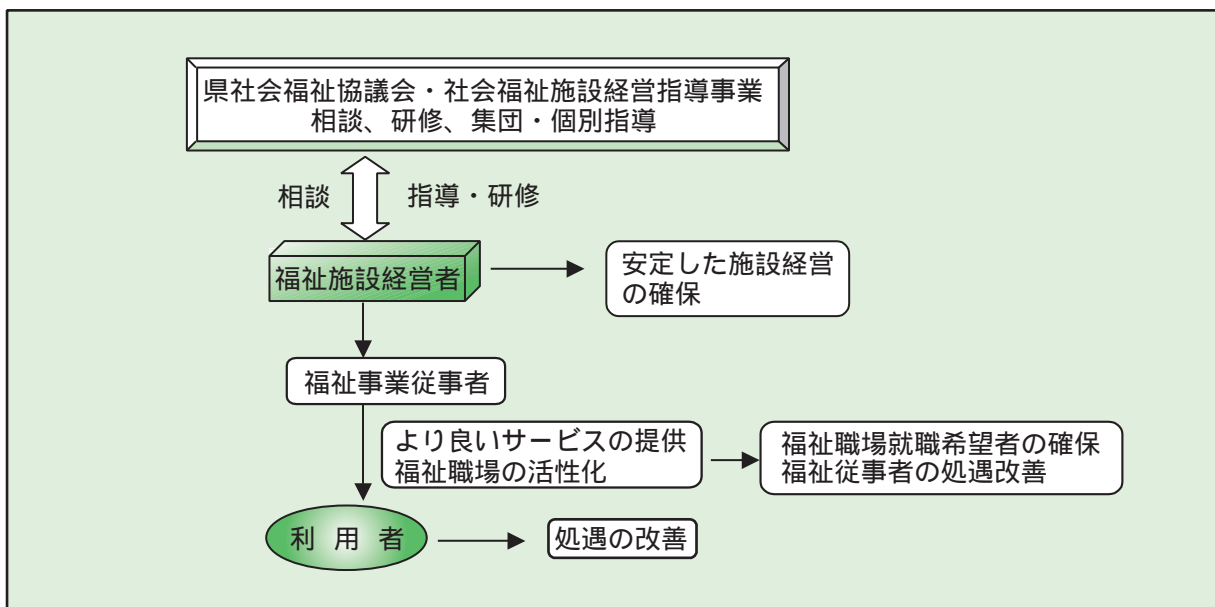 県社会福祉協議会・社会福祉施設経営指導事業
相談、研修、集団・個別指導
相談
指導・研修
福祉施設経営者
安定した施設経営
の確保
福祉事業従事者
より良いサービスの提供
福祉職場の活性化
福祉職場就職希望者の確保
福祉従事者の処遇改善
利 用 者
処遇の改善